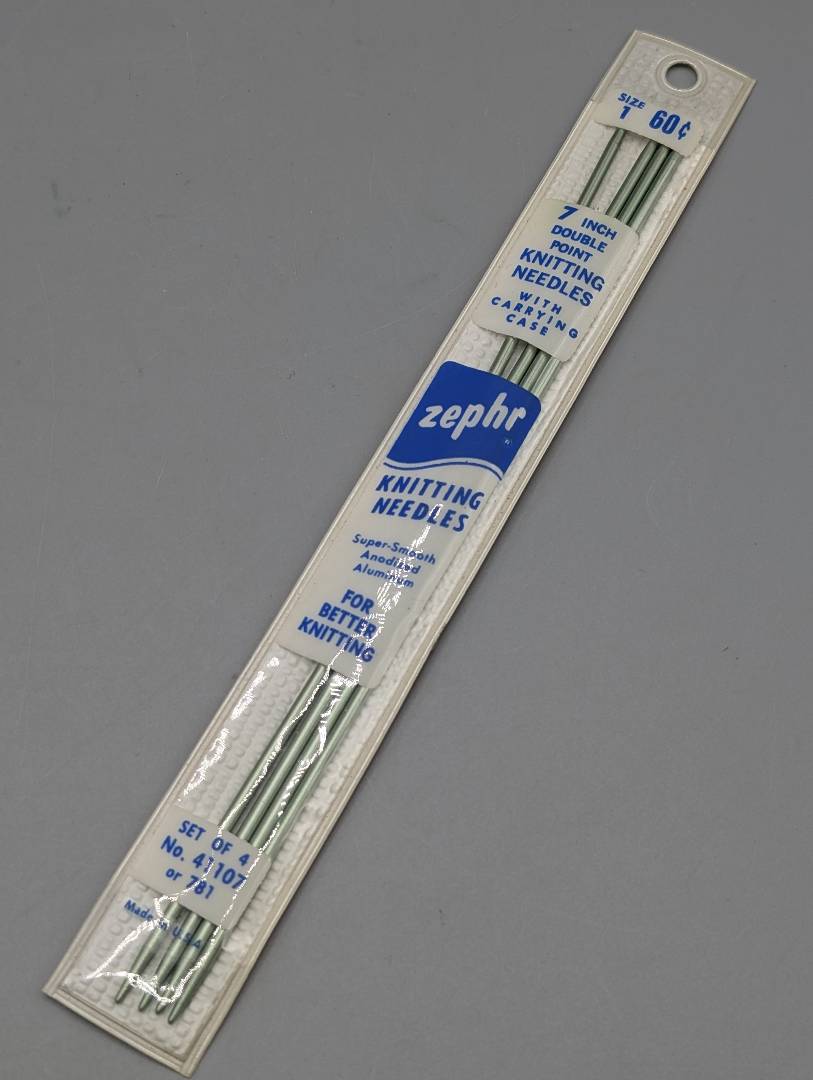 SIZE
1 60¢
7 INCH
DOUBLE
POINT
KNITTING
NEEDLES
WITH
CARRYING
CASE
zephr
KNITTING
NEEDLES
Super-Smooth
Anodized
Aluminum
FOR
BETTER
KNITTING
SET OF 4
No. 41107
or 781
Made in U.S.A.